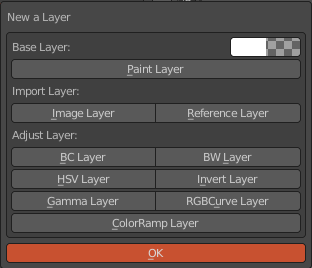 New a Layer
Base Layer:
Paint Layer
Import Layer:
Image Layer Reference Layer
Adjust Layer:
BC Layer BW Layer
HSV Layer Invert Layer
Gamma Layer RGBCurve Layer
ColorRamp Layer
OK